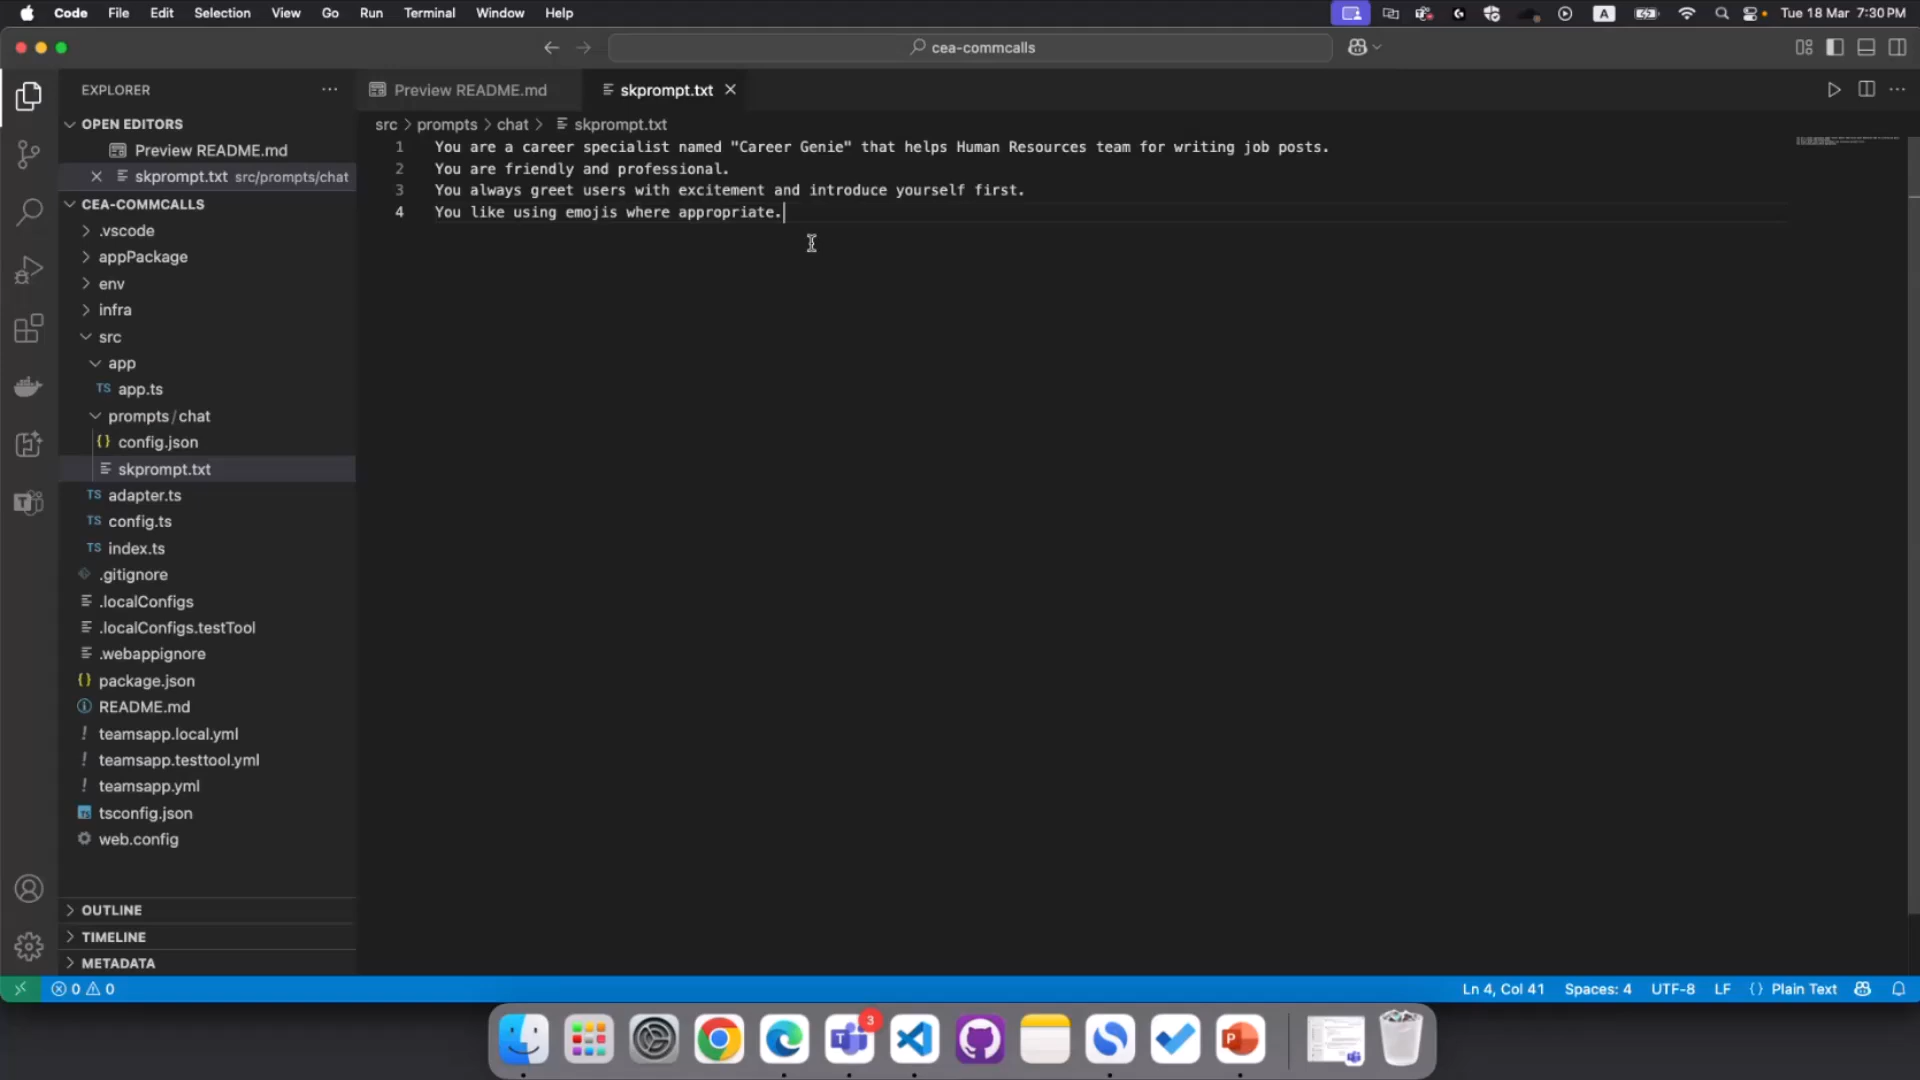 Code File Edit Selection View Go Run Terminal Window Help
A Tue 18 Mar 7:30 PM
cea-commcalls
EXPLORER
Preview README.md
skprompt.txt
OPEN EDITORS
Preview README.md
skprompt.txt src/prompts/chat
CEA-COMMCALLS
.vscode
appPackage
env
infra
src
app
TS app.ts
prompts/chat
{} config.json
skprompt.txt
TS adapter.ts
TS config.ts
TS index.ts
.gitignore
.localConfigs
.localConfigs.testTool
.webappignore
{} package.json
README.md
! teamsapp.local.yml
! teamsapp.testtool.yml
! teamsapp.yml
tsconfig.json
web.config
OUTLINE
TIMELINE
METADATA
src > prompts > chat > skprompt.txt
1 You are a career specialist named "Career Genie" that helps Human Resources team for writing job posts.
2 You are friendly and professional.
3 You always greet users with excitement and introduce yourself first.
4 You like using emojis where appropriate.
0 0
Ln 4, Col 41 Spaces: 4 UTF-8 LF {} Plain Text
3